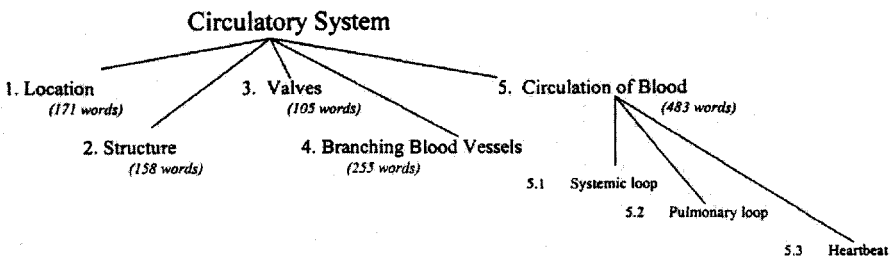 Circulatory System
1. Location
(171 words)
2. Structure
(158 words)
3. Valves
(105 words)
4. Branching Blood Vessels
(255 words)
5. Circulation of Blood
(483 words)
5.1 Systemic loop
5.2 Pulmonary loop
5.3 Heartbeat